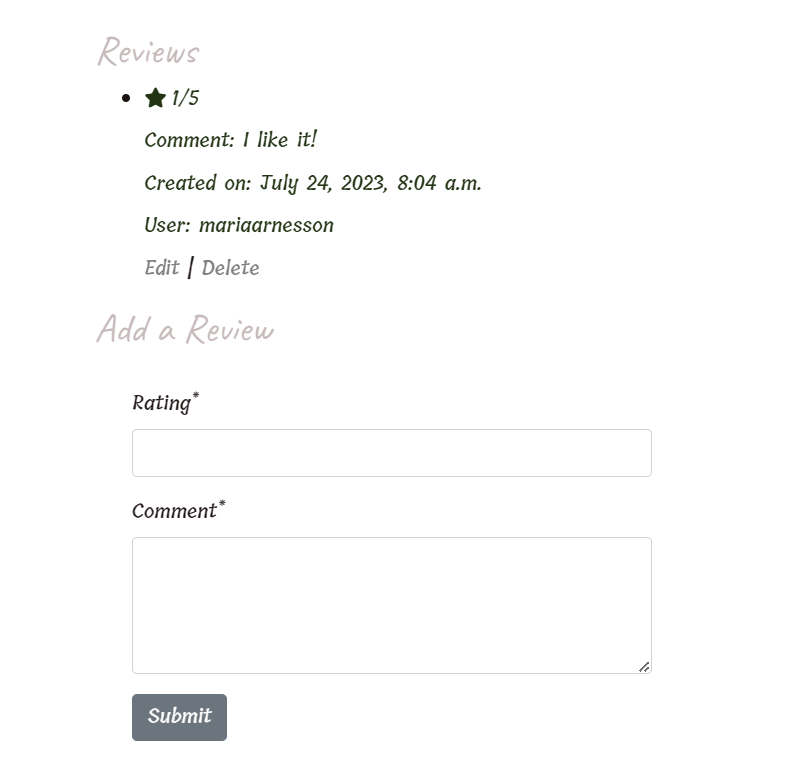 Reviews
1/5
Comment: I like it!
Created on: July 24, 2023, 8:04 a.m.
User: mariaarnesson
Edit | Delete
Add a Review
Rating*
Comment*
Submit